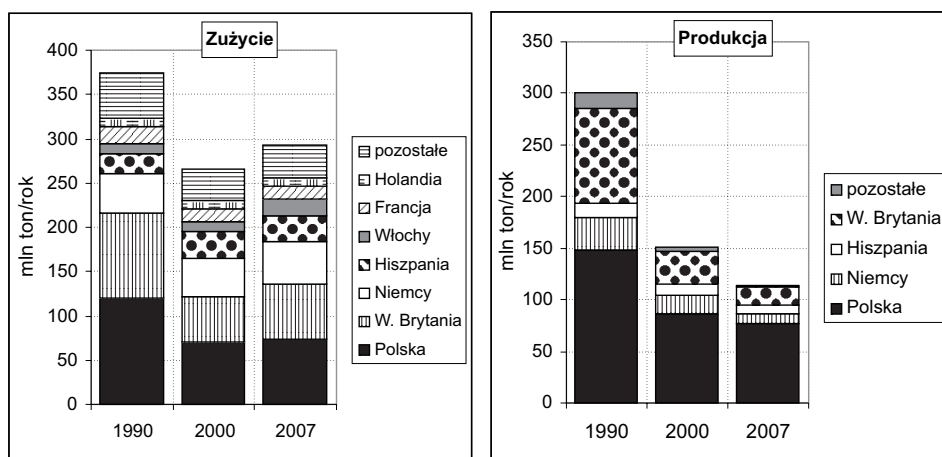 Zużycie
mln ton/rok
400
350
300
250
200
150
100
50
0
1990 2000 2007
pozostałe
Holandia
Francja
Włochy
Hiszpania
Niemcy
W. Brytania
Polska
Produkcja
mln ton/rok
350
300
250
200
150
100
50
0
1990 2000 2007
pozostałe
W. Brytania
Hiszpania
Niemcy
Polska